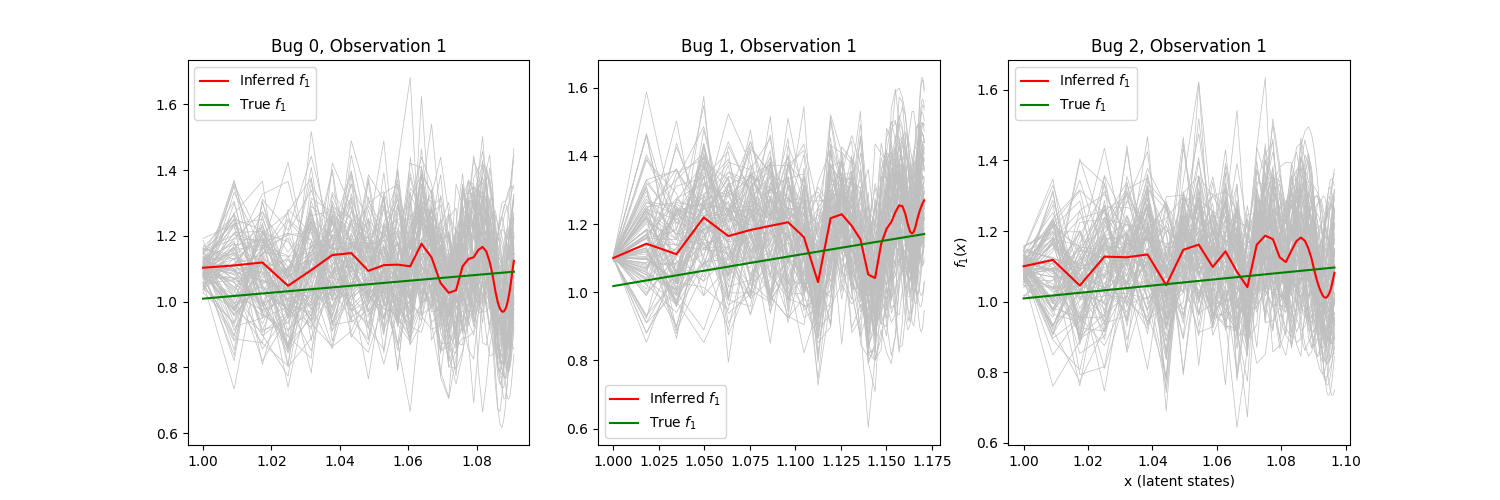 Bug 0, Observation 1
Inferred f₁
True f₁
1.6
1.4
1.2
1.0
0.8
0.6
1.00 1.02 1.04 1.06 1.08
Bug 1, Observation 1
1.6
1.4
1.2
1.0
0.8
0.6
Inferred f₁
True f₁
1.000 1.025 1.050 1.075 1.100 1.125 1.150 1.175
Bug 2, Observation 1
Inferred f₁
True f₁
f₁(x)
1.6
1.4
1.2
1.0
0.8
0.6
1.00 1.02 1.04 1.06 1.08 1.10
x (latent states)